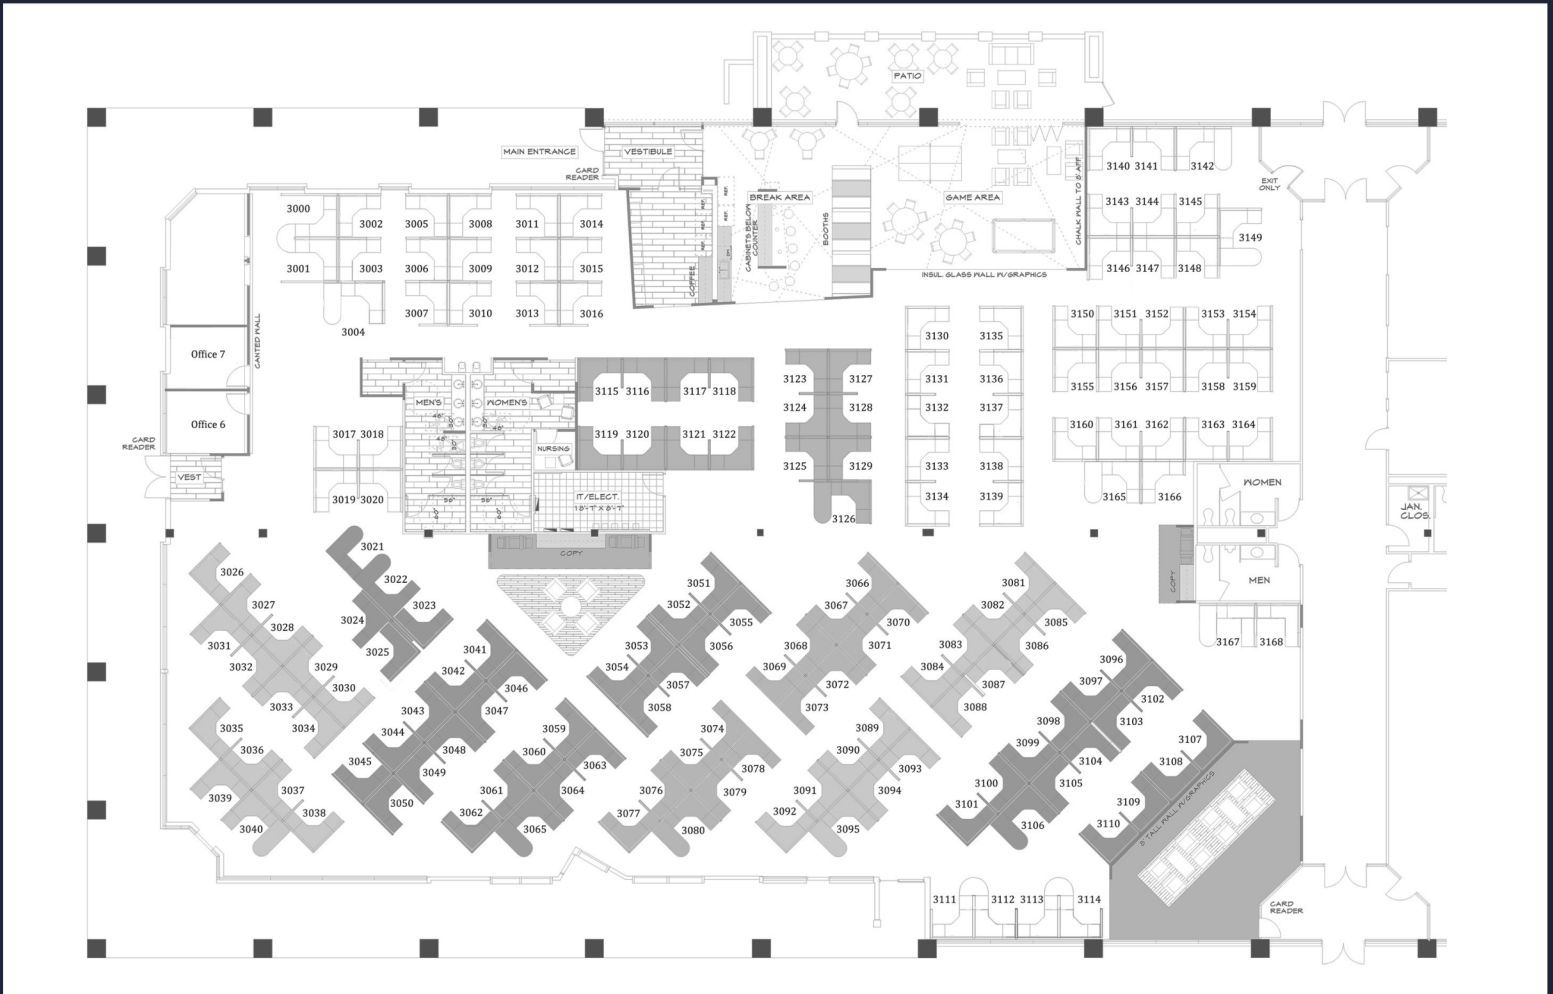 PATIO
MAIN ENTRANCE
VESTIBULE
CARD
READER
REF.
REF.
REF.
REF.
REF.
BREAK AREA
CABINETS BELOW
COUNTER
COFFEE
BOOTHS
GAME AREA
CHALK WALL TO 8' AFF
INSUL. GLASS WALL W/GRAPHICS
EXIT
ONLY
3140 3141 3142
3143 3144 3145
3149
3146 3147 3148
3000
3002 3005 3008 3011 3014
3001 3003 3006 3009 3012 3015
3007 3010 3013 3016
3004
Office 7
CANTED WALL
Office 6
CARD
READER
VEST
3130 3135
3150 3151 3152 3153 3154
3131 3136
3155 3156 3157 3158 3159
3132 3137
3160 3161 3162 3163 3164
3133 3138
3134 3139
3165 3166
3115 3116 3117 3118
3119 3120 3121 3122
3123 3127
3124 3128
3125 3129
3126
MEN'S
WOMEN'S
NURSING
IT/ELECT.
18'-7" X 8'-7"
COPY
3017 3018
3019 3020
WOMEN
JAN.
CLOS.
MEN
COPY
3167 3168
3021
3022
3023
3024
3025
3026
3027
3028
3029
3030
3031
3032
3033
3034
3035
3036
3037
3038
3039
3040
3041
3042
3043
3044
3045
3046
3047
3048
3049
3050
3051
3052
3053
3054
3055
3056
3057
3058
3059
3060
3061
3062
3063
3064
3065
3066
3067
3068
3069
3070
3071
3072
3073
3074
3075
3076
3077
3078
3079
3080
3081
3082
3083
3084
3085
3086
3087
3088
3089
3090
3091
3092
3093
3094
3095
3096
3097
3098
3099
3100
3101
3102
3103
3104
3105
3106
3107
3108
3109
3110
8' TALL WALL W/GRAPHICS
3111 3112 3113 3114
CARD
READER